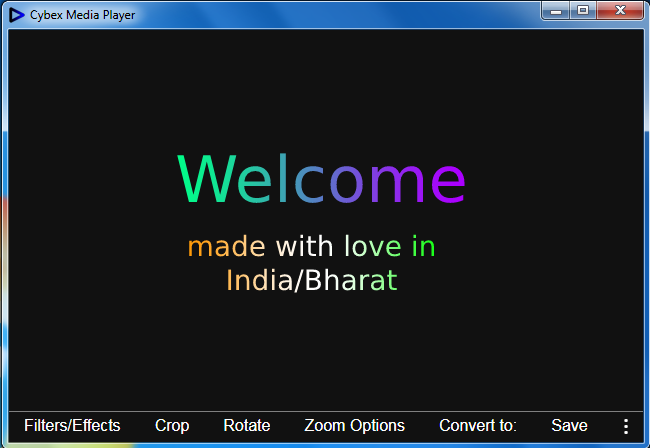 Cybex Media Player
Welcome
made with love in
India/Bharat
Filters/Effects Crop Rotate Zoom Options Convert to: Save